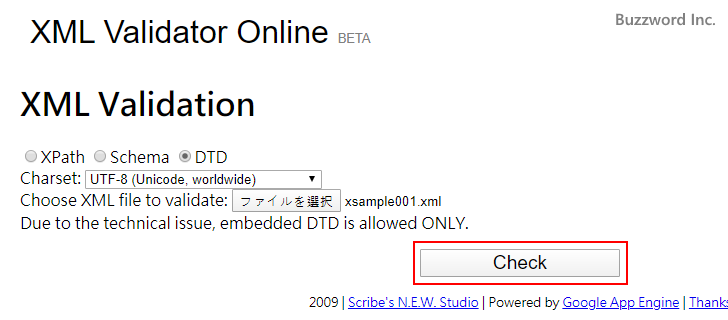 XML Validator Online BETA
Buzzword Inc.
XML Validation
XPath Schema DTD
Charset: UTF-8 (Unicode, worldwide)
Choose XML file to validate: ファイルを選択 xsample001.xml
Due to the technical issue, embedded DTD is allowed ONLY.
Check
2009 | Scribe's N.E.W. Studio | Powered by Google App Engine | Thanks